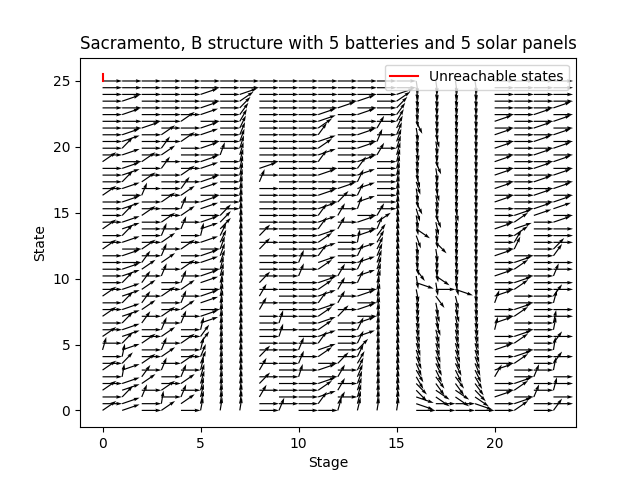 Sacramento, B structure with 5 batteries and 5 solar panels
Unreachable states
25
20
15
10
5
0
State
0 5 10 15 20
Stage